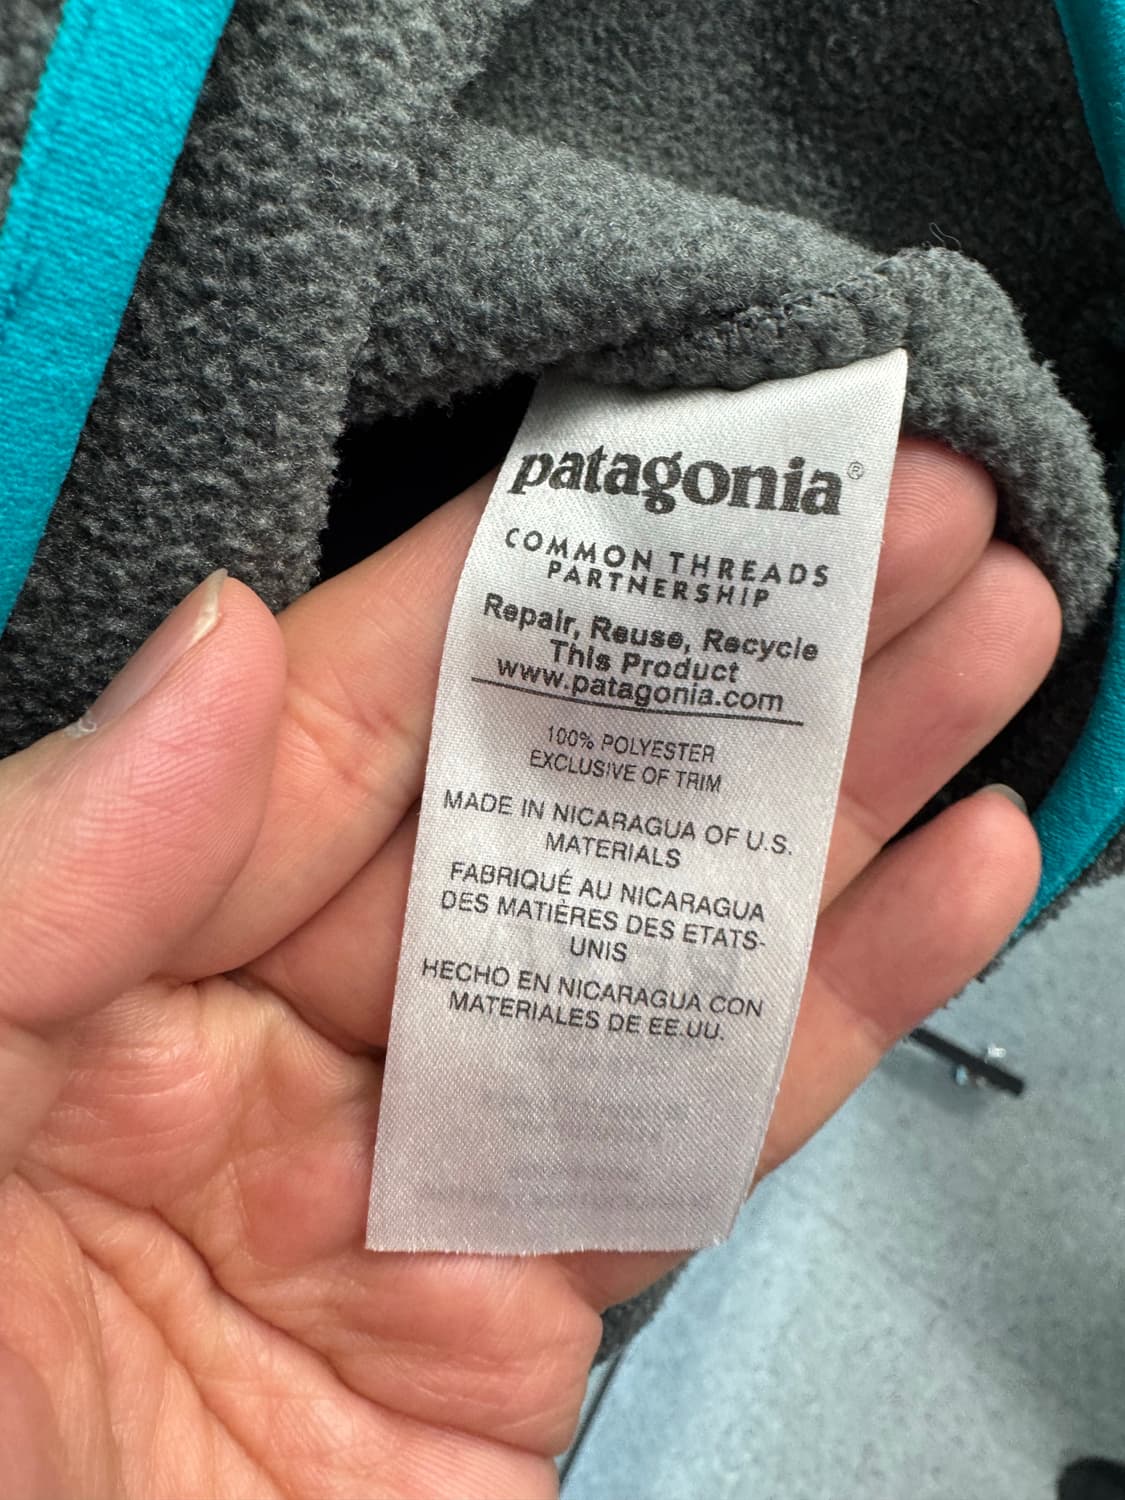 patagonia®
COMMON THREADS
PARTNERSHIP
Repair, Reuse, Recycle
This Product
www.patagonia.com
100% POLYESTER
EXCLUSIVE OF TRIM
MADE IN NICARAGUA OF U.S.
MATERIALS
FABRIQUÉ AU NICARAGUA
DES MATIÈRES DES ETATS-
UNIS
HECHO EN NICARAGUA CON
MATERIALES DE EE.UU.